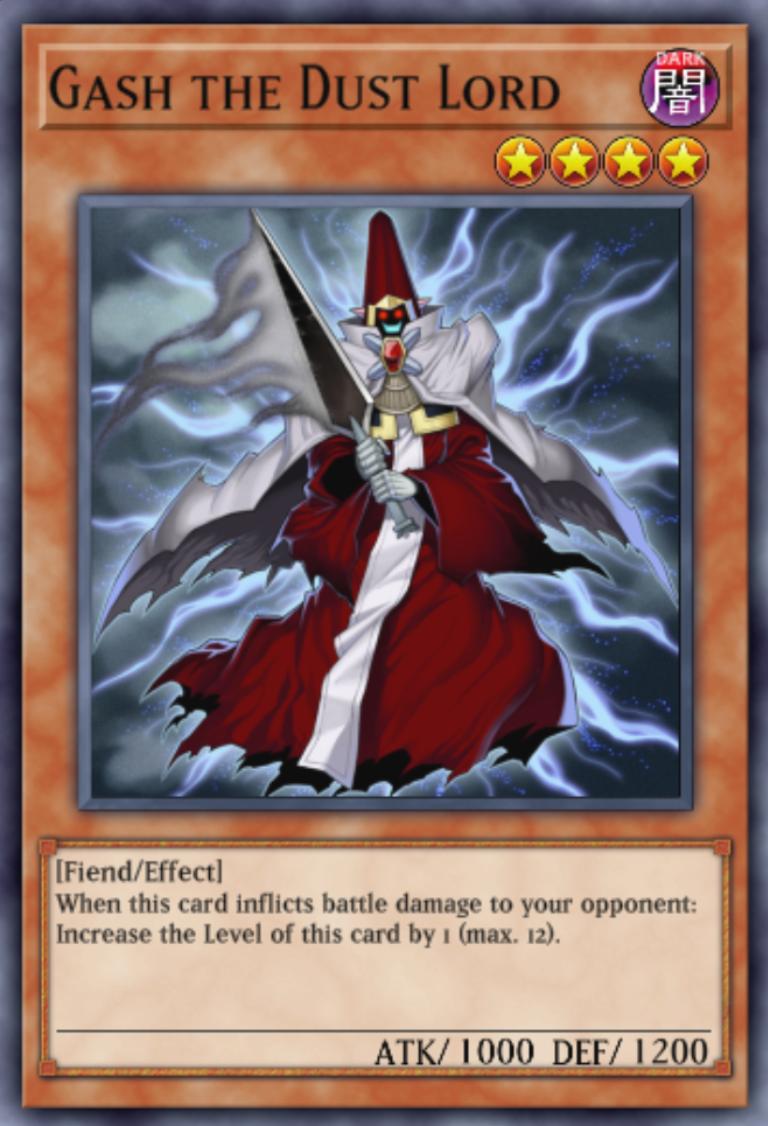 Gash the Dust Lord
DARK
闇
[Fiend/Effect]
When this card inflicts battle damage to your opponent:
Increase the Level of this card by 1 (max. 12).
ATK/ 1000 DEF/ 1200